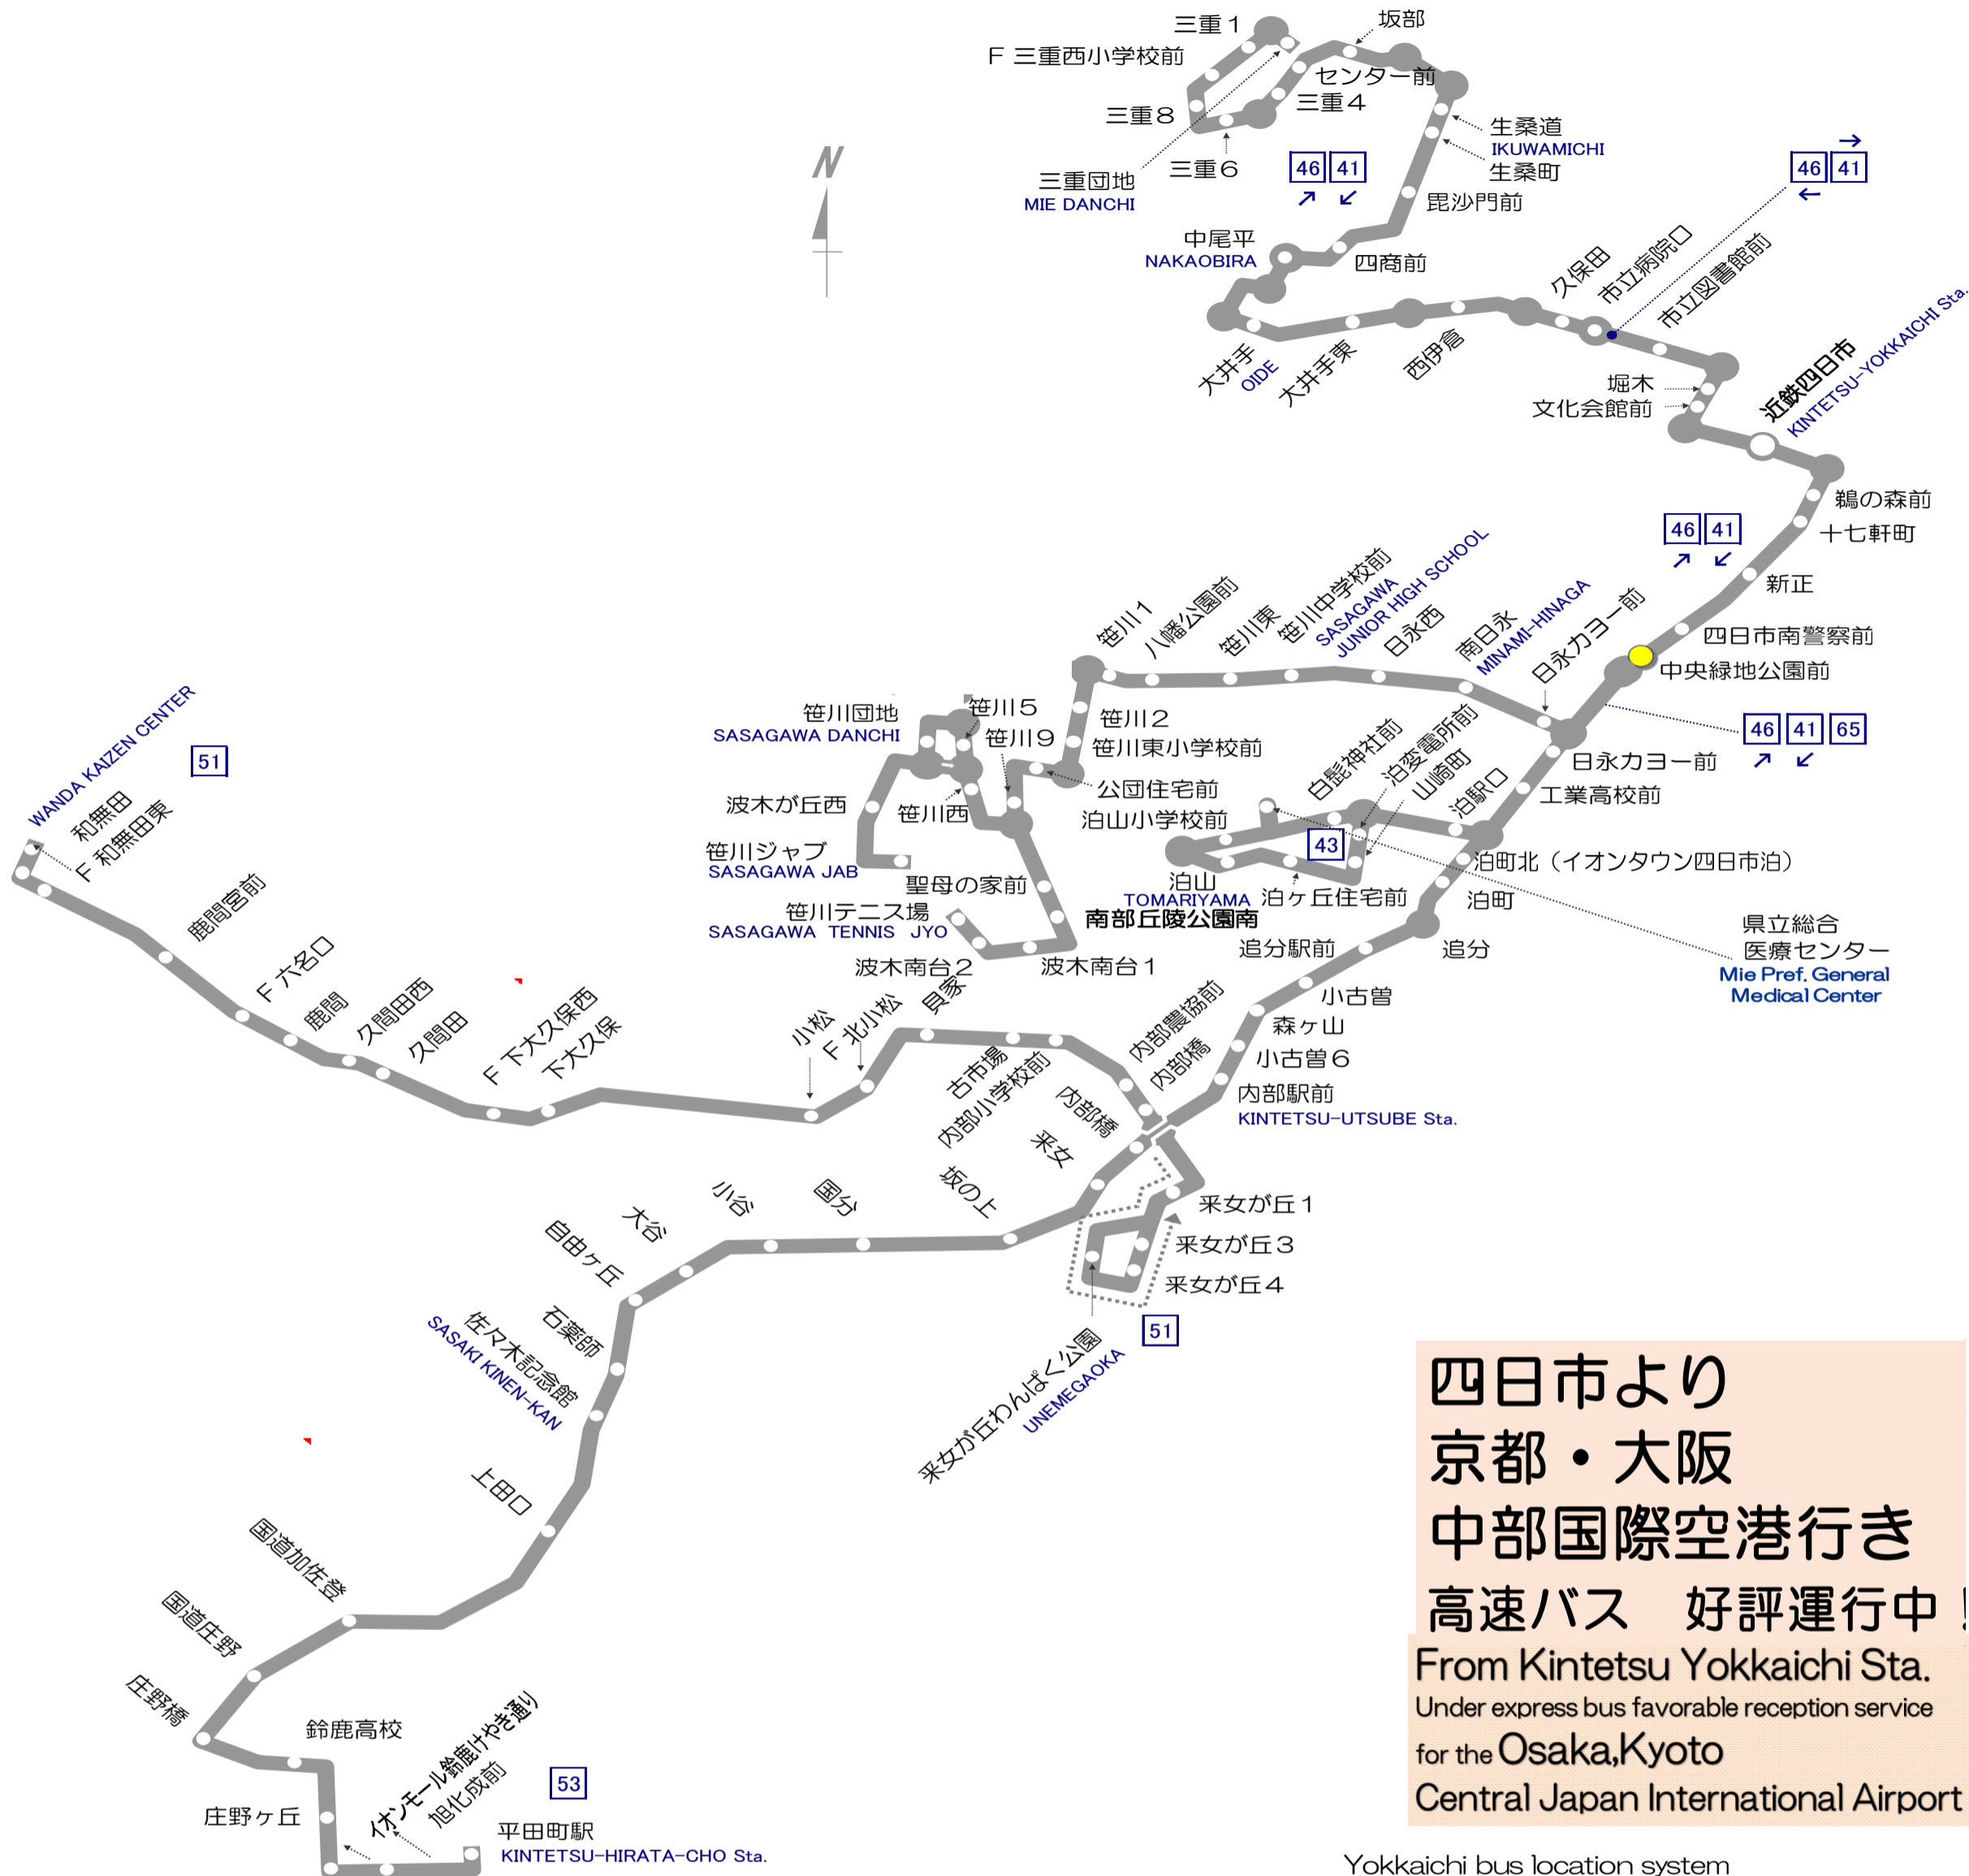 三重１
坂部
F 三重西小学校前
センター前
三重４
三重８
生桑道
IKUWAMICHI
三重６
生桑町
→
46 41
←
46 41
↗ ↙
三重団地
MIE DANCHI
N
毘沙門前
中尾平
NAKAOBIRA
四商前
久保田
市立病院口
市立図書館前
大井手
OIDE
大井手東
西伊倉
堀木
文化会館前
近鉄四日市
KINTETSU-YOKKAICHI Sta.
鵜の森前
十七軒町
46 41
↗ ↙
新正
四日市南警察前
中央緑地公園前
笹川１
八幡公園前
笹川東
笹川中学校前
SASAGAWA
JUNIOR HIGH SCHOOL
日永西
南日永
MINAMI-HINAGA
日永カヨー前
46 41 65
↗ ↙
笹川団地
SASAGAWA DANCHI
笹川５
笹川９
笹川２
笹川東小学校前
公団住宅前
日永カヨー前
工業高校前
白髭神社前
泊変電所前
山崎町
泊駅口
WANDA KAIZEN CENTER
51
和無田
F 和無田東
波木が丘西
笹川西
泊山小学校前
43
笹川ジャブ
SASAGAWA JAB
聖母の家前
泊山
TOMARIYAMA
泊ヶ丘住宅前
泊町北（イオンタウン四日市泊）
泊町
笹川テニス場
SASAGAWA TENNIS JYO
南部丘陵公園南
県立総合
医療センター
Mie Pref. General
Medical Center
鹿間宮前
追分駅前
追分
波木南台２
波木南台１
F 六名口
鹿間
久間田西
久間田
F 下大久保西
下大久保
小松
F 北小松
貝家
小古曽
森ヶ山
小古曽６
内部駅前
KINTETSU-UTSUBE Sta.
古市場
内部小学校前
内部農協前
内部橋
内部橋
采女
坂の上
国分
小谷
大谷
自由ヶ丘
采女が丘１
采女が丘３
采女が丘４
51
石薬師
佐々木記念館
SASAKI KINEN-KAN
采女が丘わんぱく公園
UNEMEGAOKA
上田口
国道加佐登
国道庄野
庄野橋
鈴鹿高校
イオンモール鈴鹿けやき通り
旭化成前
53
庄野ヶ丘
平田町駅
KINTETSU-HIRATA-CHO Sta.
四日市より
京都・大阪
中部国際空港行き
高速バス　好評運行中！
From Kintetsu Yokkaichi Sta.
Under express bus favorable reception service
for the Osaka,Kyoto
Central Japan International Airport
Yokkaichi bus location system